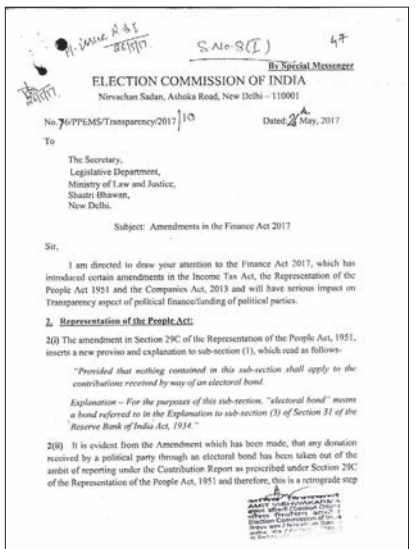 H-issue N&I
26/5/17
S.No-8(I)
47
By Special Messenger
ELECTION COMMISSION OF INDIA
Nirvachan Sadan, Ashoka Road, New Delhi – 110001
No.76/PPEMS/Transparency/2017/10 Dated: 26th May, 2017
To
The Secretary,
Legislative Department,
Ministry of Law and Justice,
Shastri Bhawan,
New Delhi.
Subject: Amendments in the Finance Act 2017
Sir,
I am directed to draw your attention to the Finance Act 2017, which has
introduced certain amendments in the Income Tax Act, the Representation of the
People Act 1951 and the Companies Act, 2013 and will have serious impact on
Transparency aspect of political finance/funding of political parties.
2. Representation of the People Act:
2(i) The amendment in Section 29C of the Representation of the People Act, 1951,
inserts a new proviso and explanation to sub-section (1), which read as follows-
"Provided that nothing contained in this sub-section shall apply to the
contributions received by way of an electoral bond.
Explanation – For the purposes of this sub-section, "electoral bond" means
a bond referred to in the Explanation to sub-section (3) of Section 31 of the
Reserve Bank of India Act, 1934."
2(ii) It is evident from the Amendment which has been made, that any donation
received by a political party through an electoral bond has been taken out of the
ambit of reporting under the Contribution Report as prescribed under Section 29C
of the Representation of the People Act, 1951 and therefore, this is a retrograde step
Election Commission of